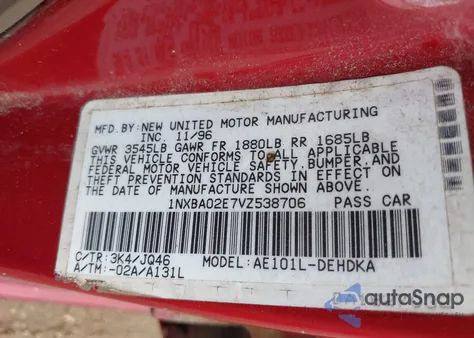 MFD.BY:NEW UNITED MOTOR MANUFACTURING
INC. 11/96
GVWR 3545LB GAWR FR 1880LB RR 1685LB
THIS VEHICLE CONFORMS TO ALL APPLICABLE
FEDERAL MOTOR VEHICLE SAFETY,BUMPER,AND
THEFT PREVENTION STANDARDS IN EFFECT ON
THE DATE OF MANUFACTURE SHOWN ABOVE.
1NXBA02E7VZ538706 PASS CAR
C/TR:3K4/JQ46 MODEL:AE101L-DEHDKA
A/TM:-02A/A131L
autoSnap